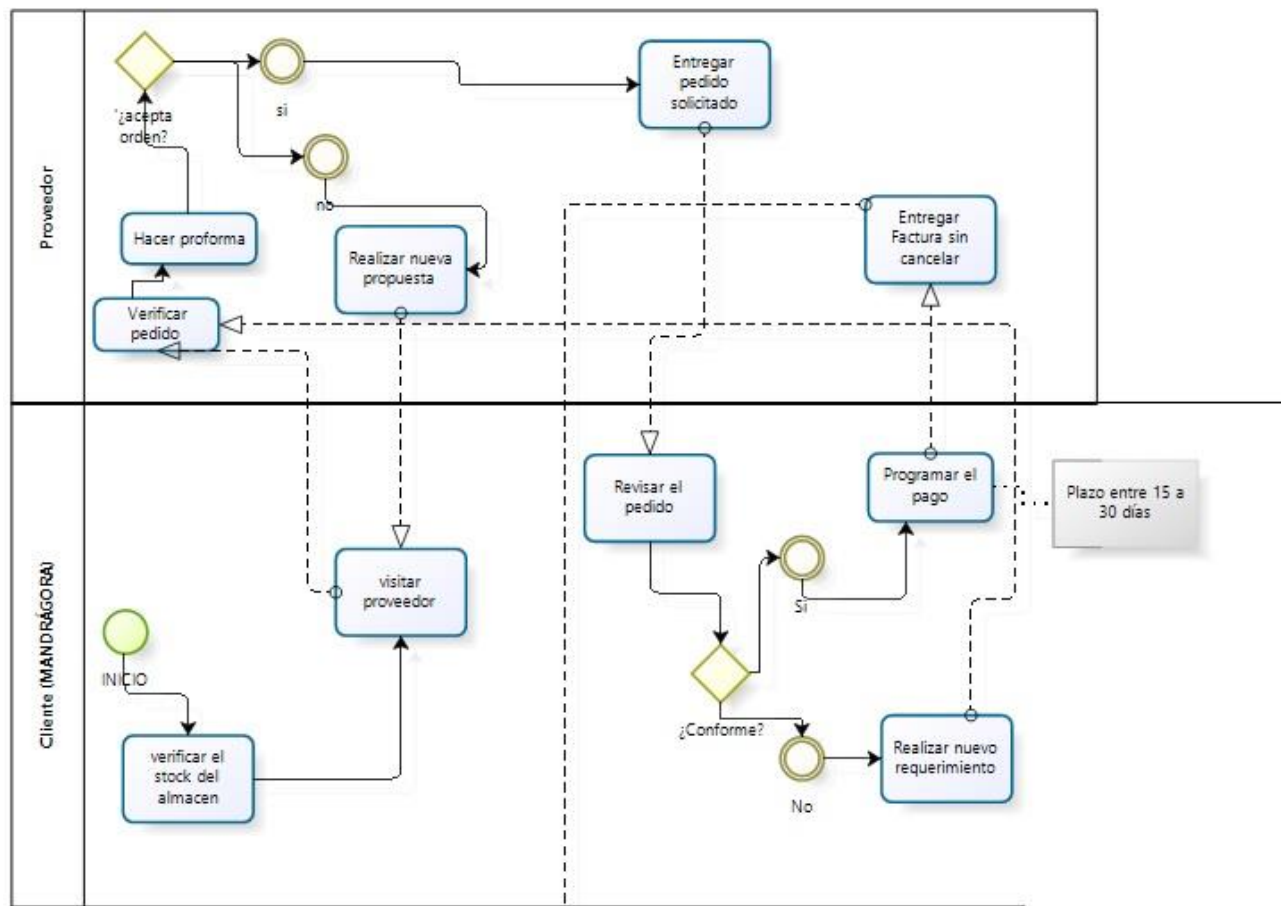 Proveedor
¿acepta
orden?
si
no
Entregar
pedido
solicitado
Hacer proforma
Realizar nueva
propuesta
Entregar
Factura sin
cancelar
Verificar
pedido
Cliente (MANDRÁGORA)
INICIO
verificar el
stock del
almacen
visitar
proveedor
Revisar el
pedido
Programar el
pago
Plazo entre 15 a
30 días
Si
¿Conforme?
No
Realizar nuevo
requerimiento